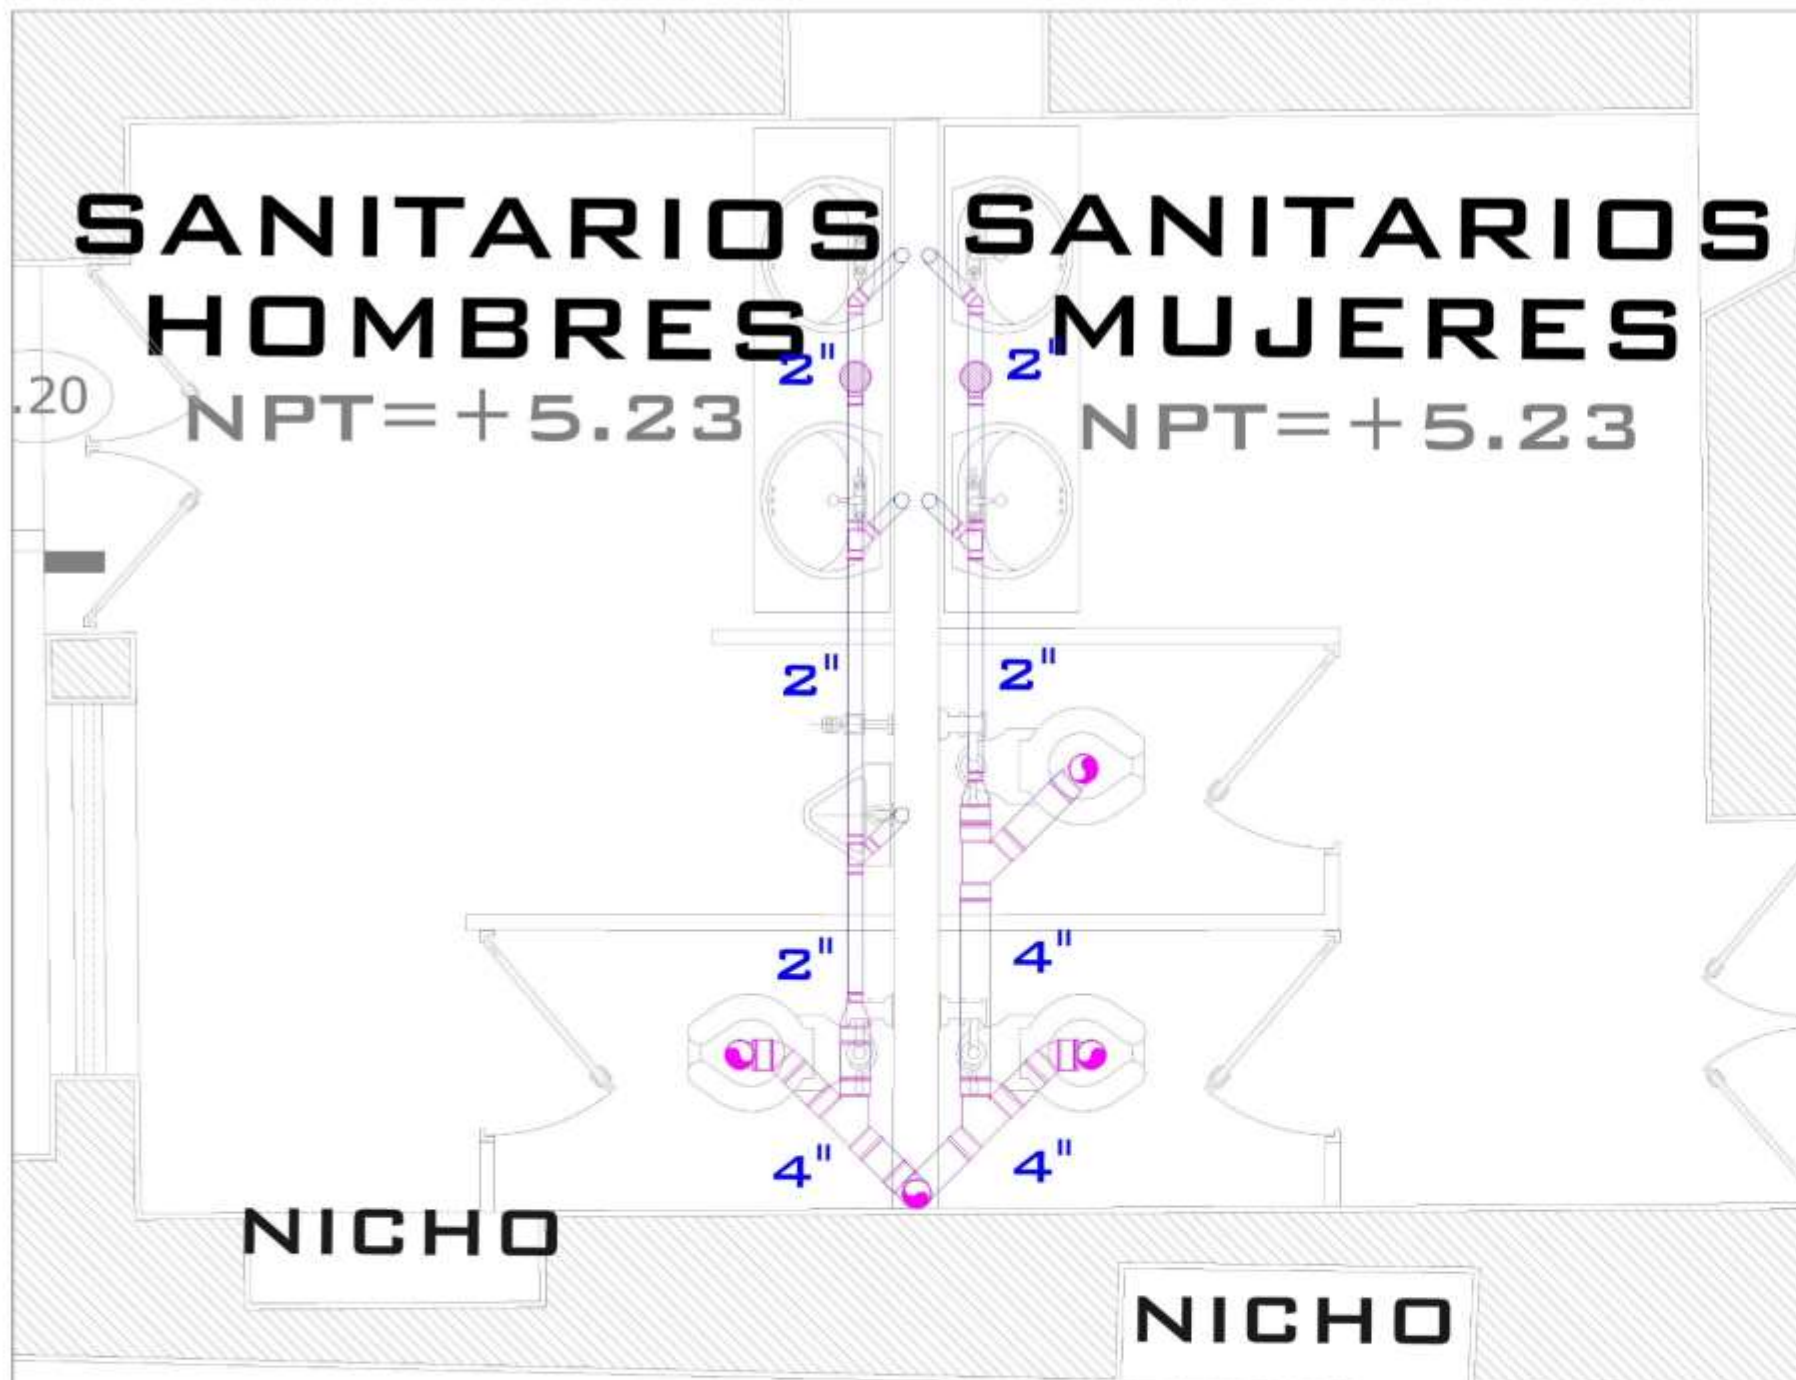 SANITARIOS
HOMBRES
NPT=+5.23
SANITARIOS
MUJERES
NPT=+5.23
.20
2"
2"
2"
2"
2"
4"
4"
4"
NICHO
NICHO